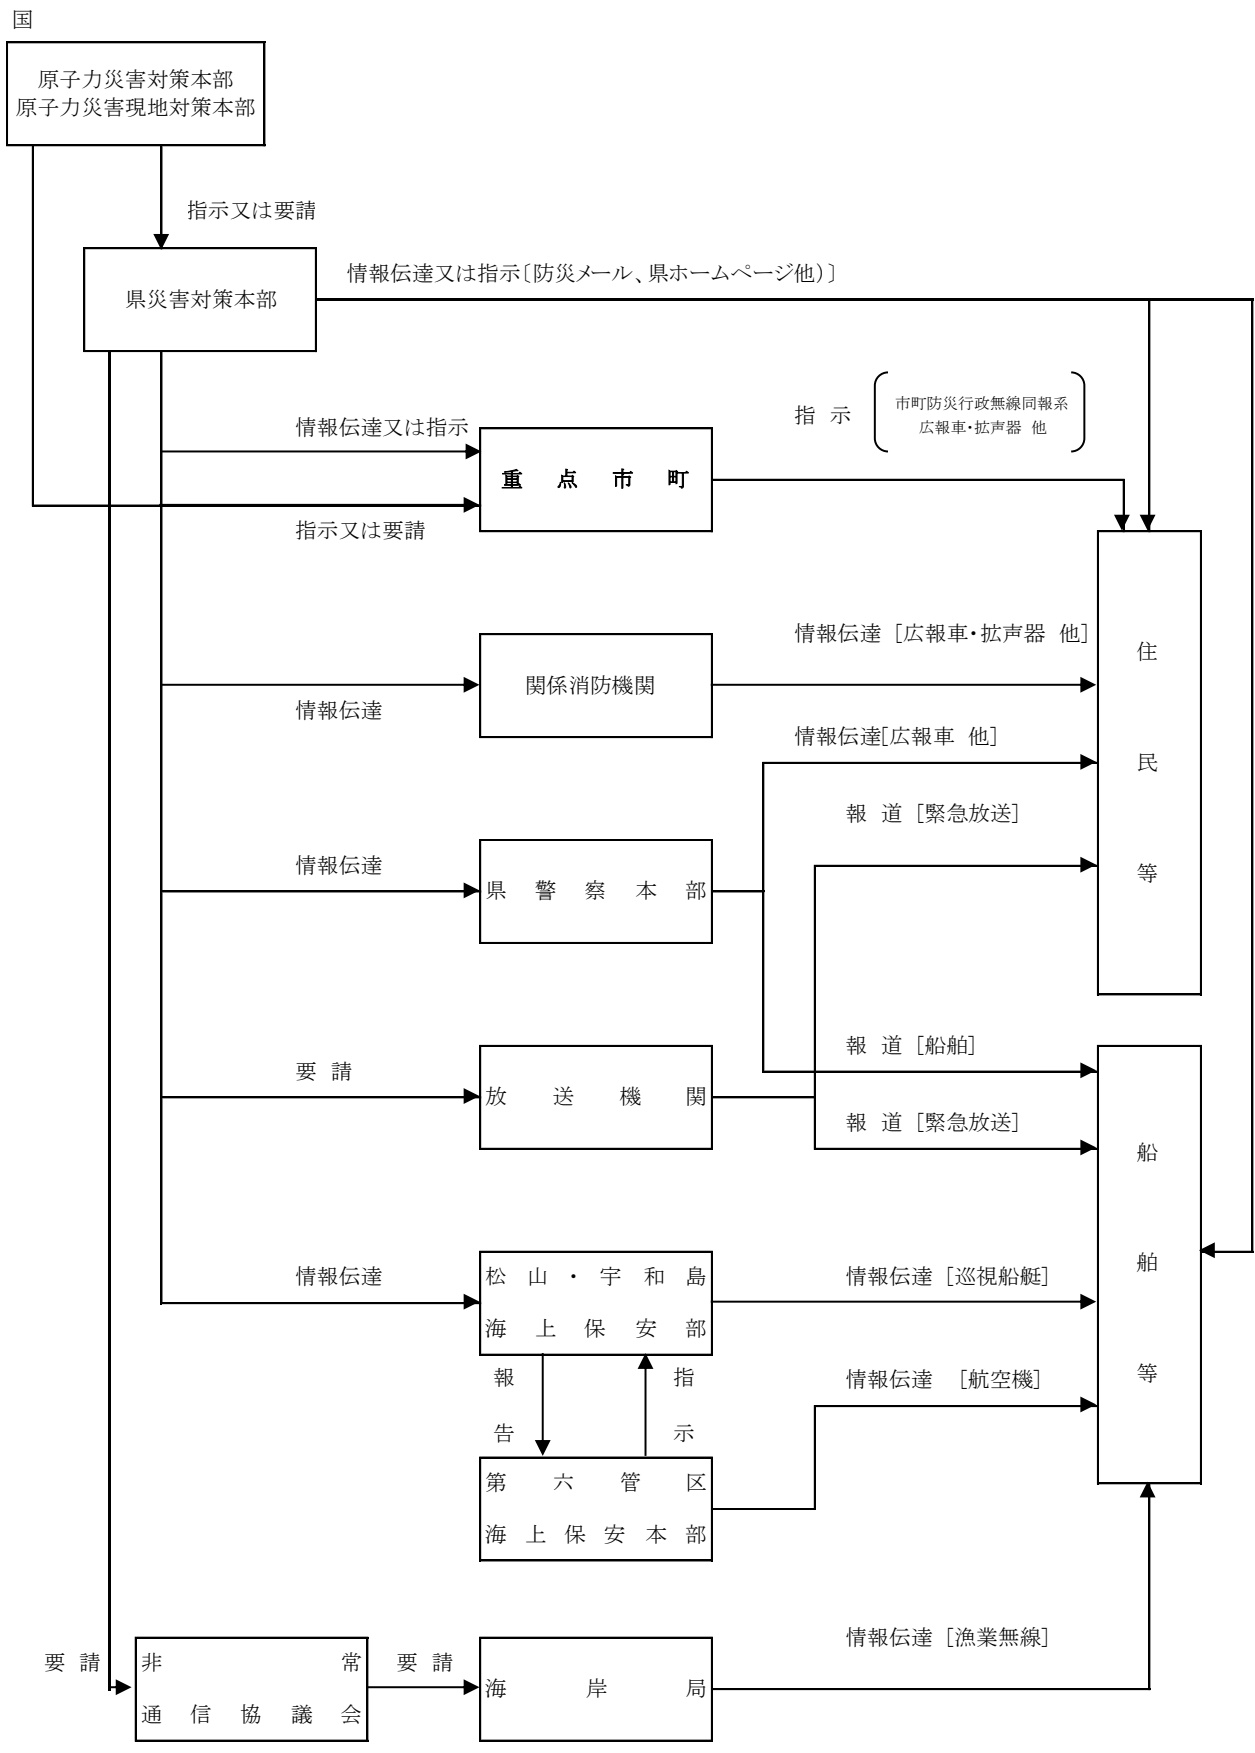 国
原子力災害対策本部
原子力災害現地対策本部
指示又は要請
県災害対策本部
情報伝達又は指示〔防災メール、県ホームページ他)〕
情報伝達又は指示
重点市町
指示
市町防災行政無線同報系
広報車・拡声器 他
指示又は要請
情報伝達
関係消防機関
情報伝達 [広報車・拡声器 他]
情報伝達[広報車 他]
報 道 [緊急放送]
住民等
情報伝達
県警察本部
報 道 [船舶]
要 請
放送機関
報 道 [緊急放送]
船舶等
情報伝達
松山・宇和島
海上保安部
情報伝達 [巡視船艇]
報告
指示
情報伝達 [航空機]
第六管区
海上保安本部
情報伝達 [漁業無線]
要 請
非常
通信協議会
要 請
海岸局